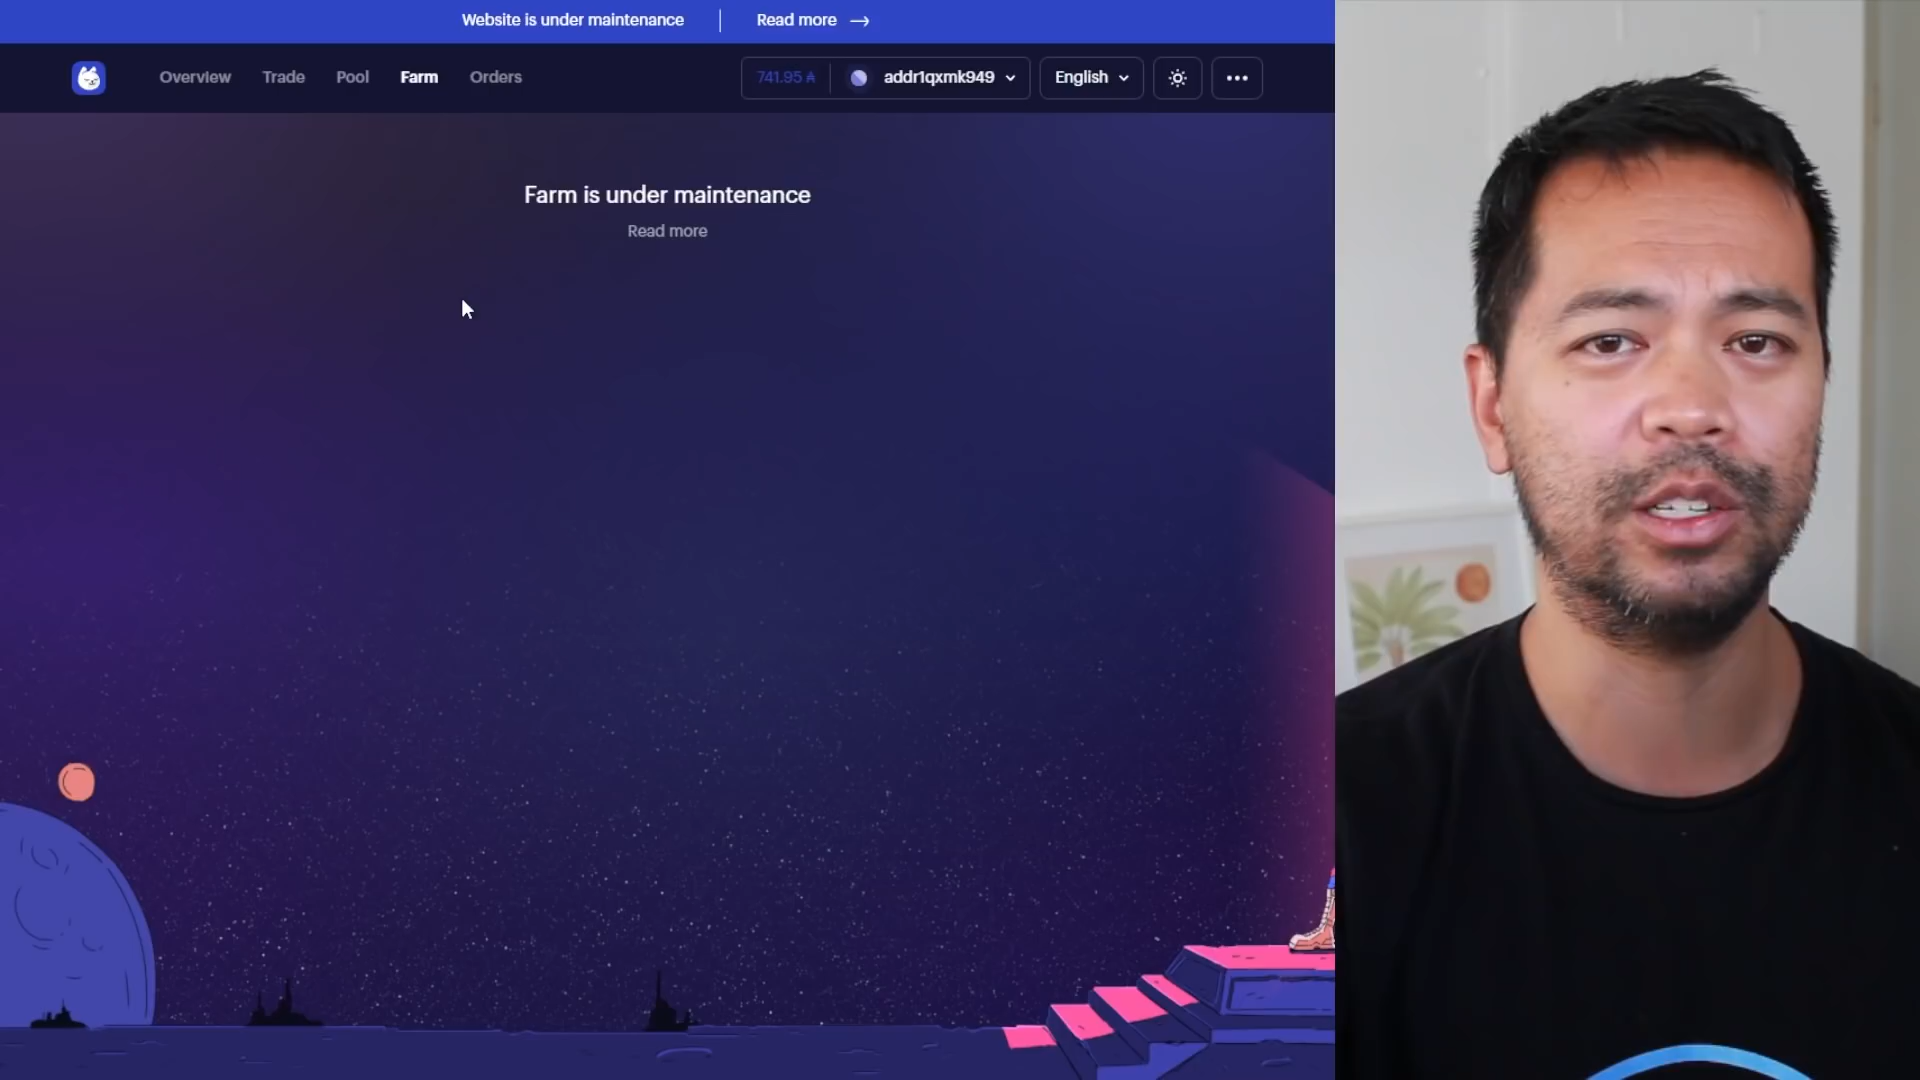 Website is under maintenance | Read more →
Overview Trade Pool Farm Orders 741.95 ₳ addr1qxmk949 English
Farm is under maintenance
Read more